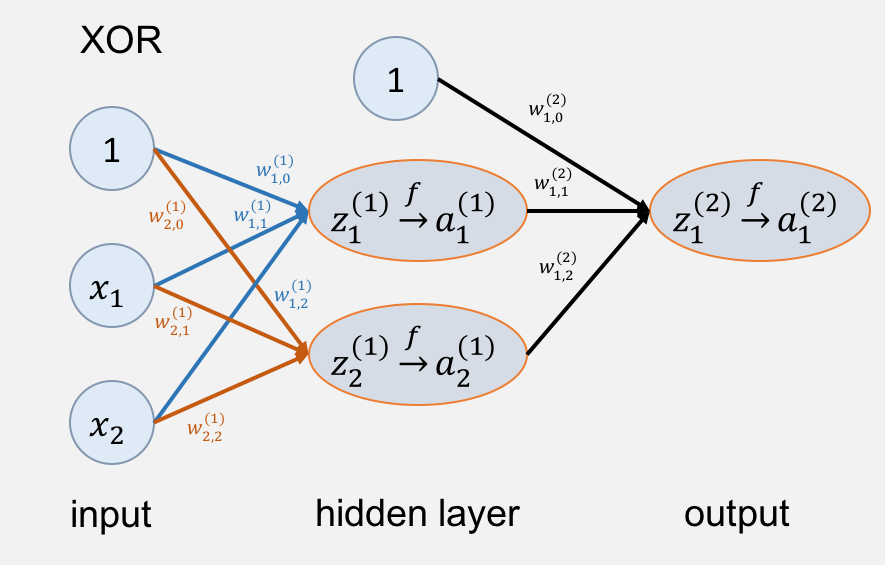 XOR
1
1
w_{1,0}^{(2)}
w_{1,0}^{(1)}
w_{1,1}^{(2)}
w_{2,0}^{(1)}
w_{1,1}^{(1)}
z_1^{(1)} \xrightarrow{f} a_1^{(1)}
z_1^{(2)} \xrightarrow{f} a_1^{(2)}
x_1
w_{1,2}^{(1)}
w_{1,2}^{(2)}
w_{2,1}^{(1)}
z_2^{(1)} \xrightarrow{f} a_2^{(1)}
x_2
w_{2,2}^{(1)}
input
hidden layer
output